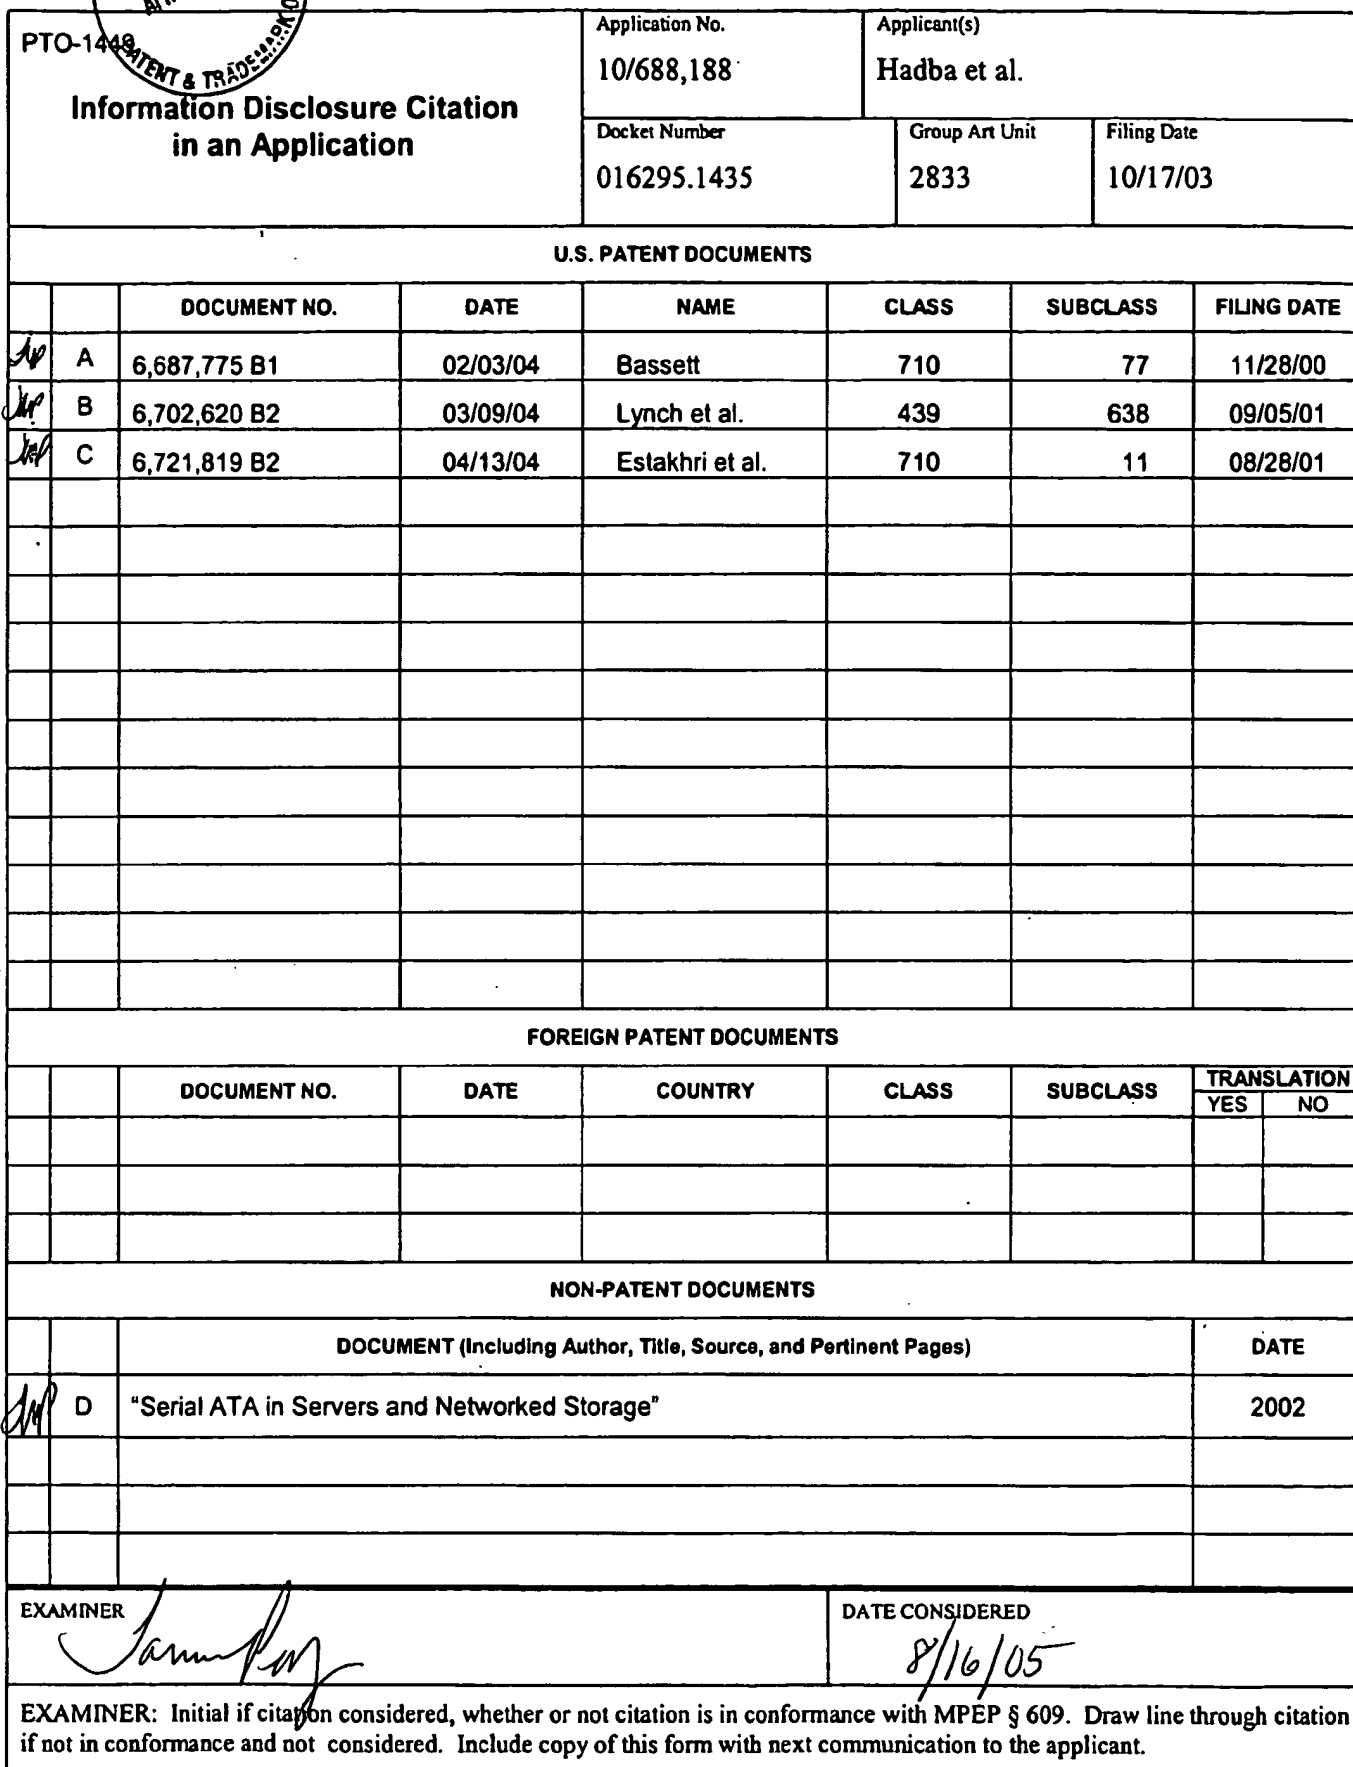 PTO-1449
PATENT & TRADEMARK O
Information Disclosure Citation
in an Application
Application No.
10/688,188
Applicant(s)
Hadba et al.
Docket Number
016295.1435
Group Art Unit
2833
Filing Date
10/17/03
U.S. PATENT DOCUMENTS
DOCUMENT NO. DATE NAME CLASS SUBCLASS FILING DATE
A 6,687,775 B1 02/03/04 Bassett 710 77 11/28/00
B 6,702,620 B2 03/09/04 Lynch et al. 439 638 09/05/01
C 6,721,819 B2 04/13/04 Estakhri et al. 710 11 08/28/01
FOREIGN PATENT DOCUMENTS
DOCUMENT NO. DATE COUNTRY CLASS SUBCLASS TRANSLATION
YES NO
NON-PATENT DOCUMENTS
DOCUMENT (Including Author, Title, Source, and Pertinent Pages) DATE
D "Serial ATA in Servers and Networked Storage" 2002
EXAMINER
DATE CONSIDERED
8/16/05
EXAMINER: Initial if citation considered, whether or not citation is in conformance with MPEP § 609. Draw line through citation
if not in conformance and not considered. Include copy of this form with next communication to the applicant.